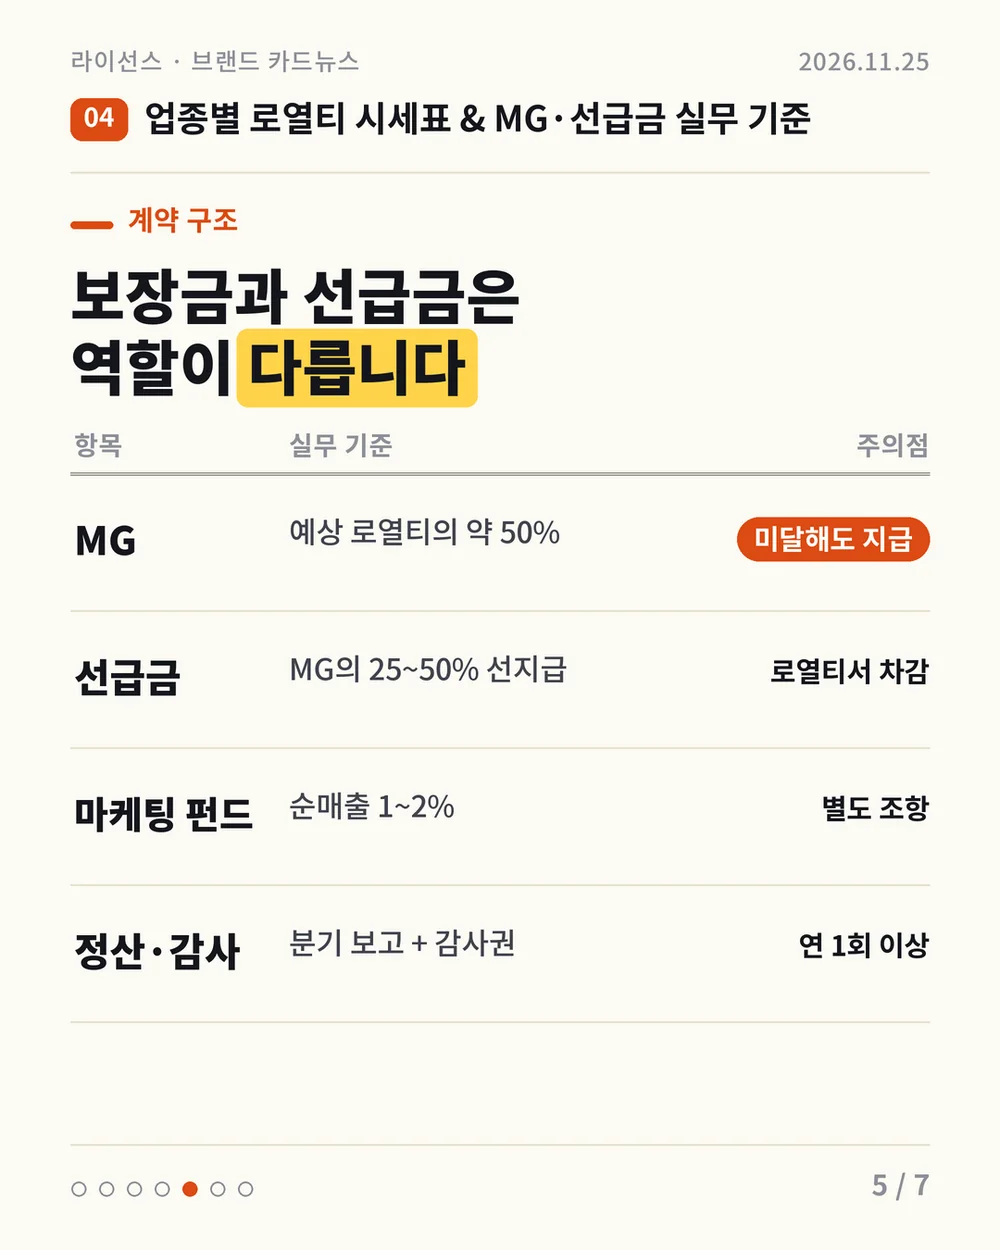 라이선스 · 브랜드 카드뉴스 2026.11.25
04 업종별 로열티 시세표 & MG·선급금 실무 기준
계약 구조
보장금과 선급금은
역할이 다릅니다
항목 실무 기준 주의점
MG 예상 로열티의 약 50% 미달해도 지급
선급금 MG의 25~50% 선지급 로열티서 차감
마케팅 펀드 순매출 1~2% 별도 조항
정산·감사 분기 보고 + 감사권 연 1회 이상
5 / 7